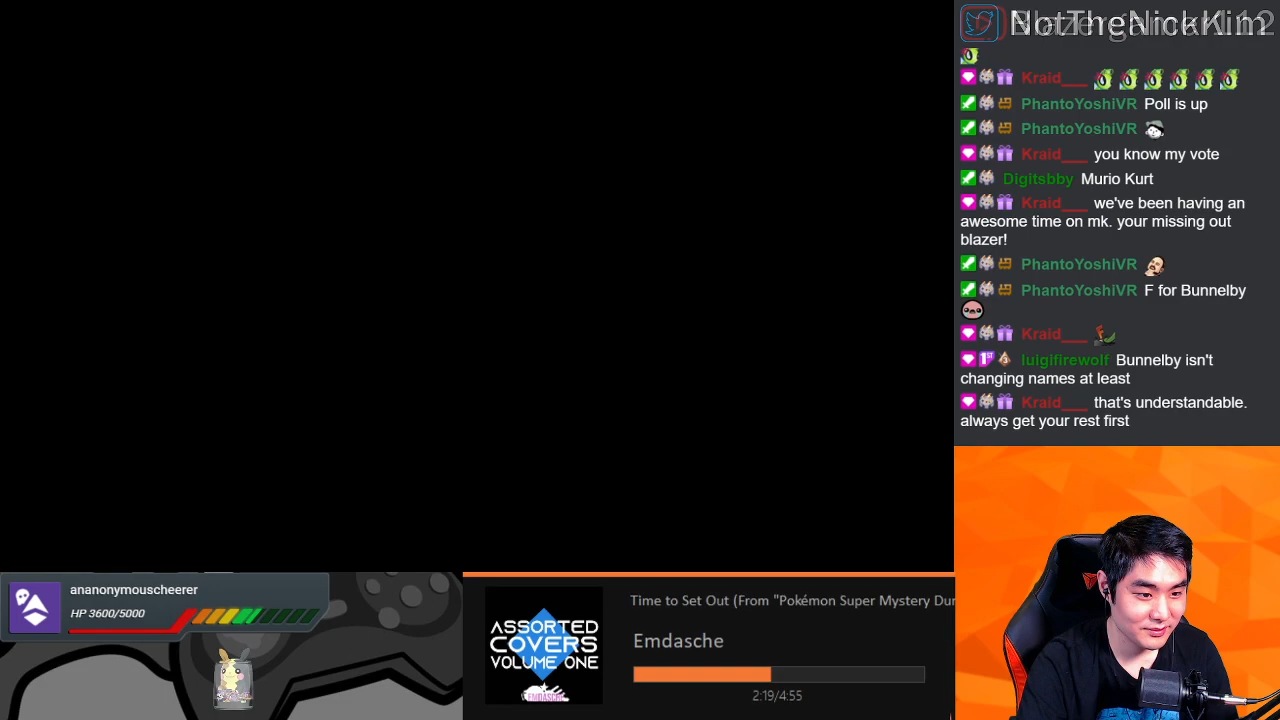 NotTheNickKim
Kraid___
PhantoYoshiVR Poll is up
PhantoYoshiVR
Kraid___ you know my vote
Digitsbby Murio Kurt
Kraid___ we've been having an
awesome time on mk. your missing out
blazer!
PhantoYoshiVR
PhantoYoshiVR F for Bunnelby
Kraid___
luigifirewolf Bunnelby isn't
changing names at least
Kraid___ that's understandable.
always get your rest first
ananonymouscheerer
HP 3600/5000
ASSORTED
COVERS
VOLUME ONE
EMDASCHE
Time to Set Out (From "Pokémon Super Mystery Dun
Emdasche
2:19/4:55